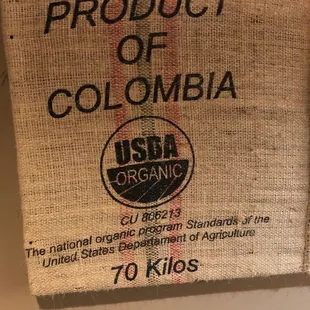 PRODUCT
OF
COLOMBIA
USDA
ORGANIC
CU 806213
The national organic program Standards of the
United States Departament of Agriculture
70 Kilos